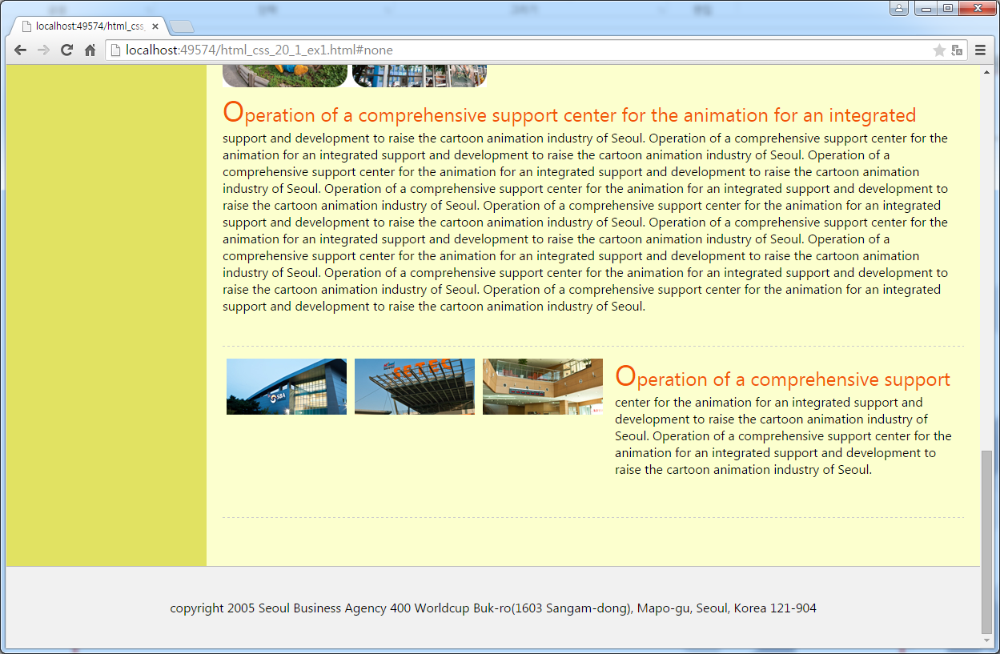 localhost:49574/html_css_
localhost:49574/html_css_20_1_ex1.html#none
Operation of a comprehensive support center for the animation for an integrated
support and development to raise the cartoon animation industry of Seoul. Operation of a comprehensive support center for the
animation for an integrated support and development to raise the cartoon animation industry of Seoul. Operation of a
comprehensive support center for the animation for an integrated support and development to raise the cartoon animation
industry of Seoul. Operation of a comprehensive support center for the animation for an integrated support and development to
raise the cartoon animation industry of Seoul. Operation of a comprehensive support center for the animation for an integrated
support and development to raise the cartoon animation industry of Seoul. Operation of a comprehensive support center for the
animation for an integrated support and development to raise the cartoon animation industry of Seoul. Operation of a
comprehensive support center for the animation for an integrated support and development to raise the cartoon animation
industry of Seoul. Operation of a comprehensive support center for the animation for an integrated support and development to
raise the cartoon animation industry of Seoul. Operation of a comprehensive support center for the animation for an integrated
support and development to raise the cartoon animation industry of Seoul.
SBA
SETEC
Operation of a comprehensive support
center for the animation for an integrated support and
development to raise the cartoon animation industry of
Seoul. Operation of a comprehensive support center for the
animation for an integrated support and development to
raise the cartoon animation industry of Seoul.
copyright 2005 Seoul Business Agency 400 Worldcup Buk-ro(1603 Sangam-dong), Mapo-gu, Seoul, Korea 121-904